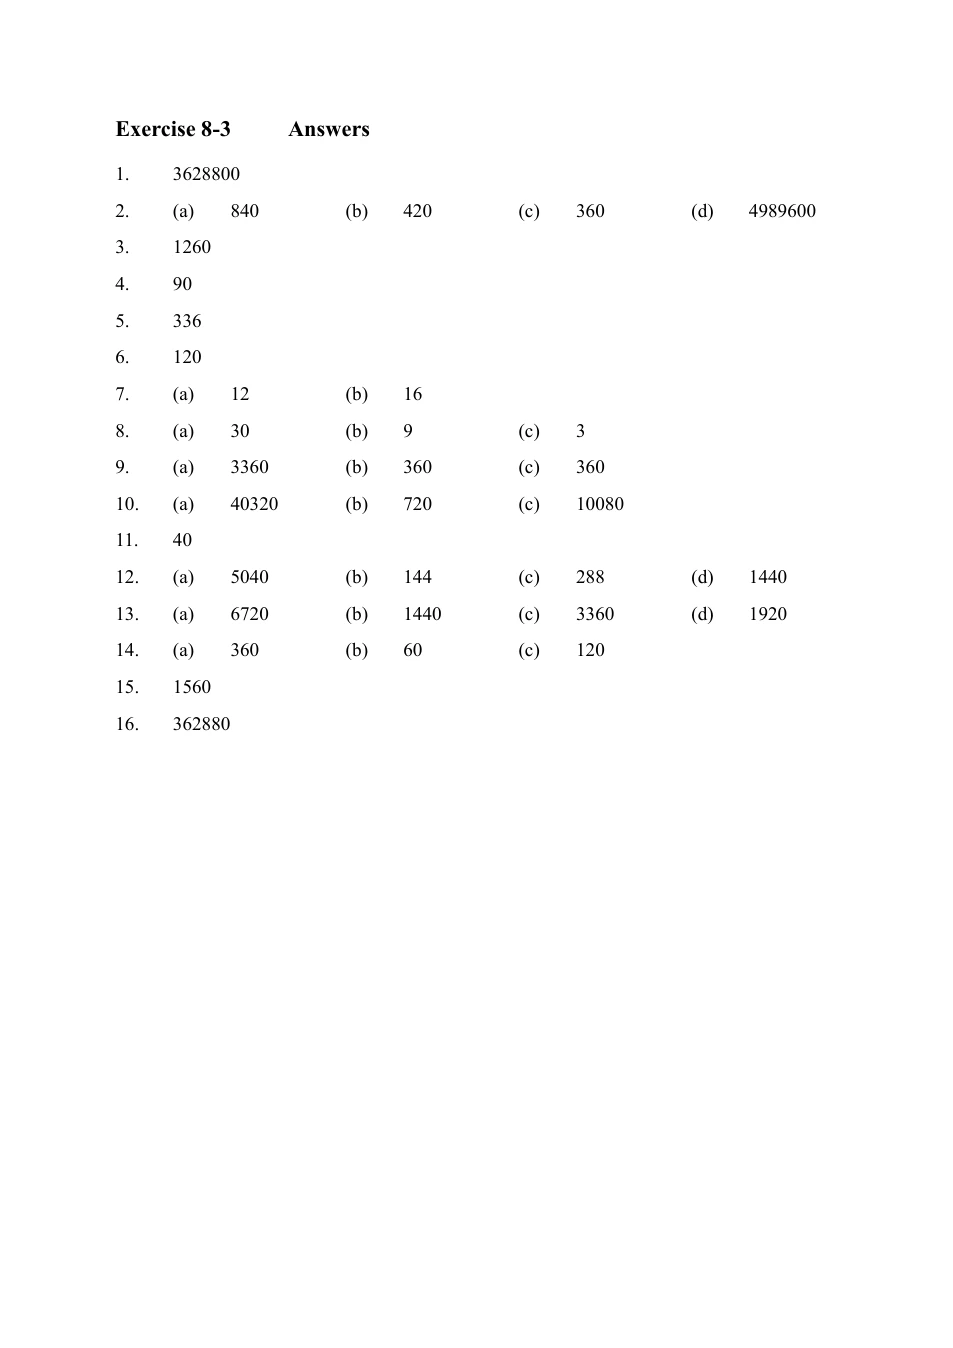 Exercise 8-3 Answers
1. 3628800
2. (a) 840 (b) 420 (c) 360 (d) 4989600
3. 1260
4. 90
5. 336
6. 120
7. (a) 12 (b) 16
8. (a) 30 (b) 9 (c) 3
9. (a) 3360 (b) 360 (c) 360
10. (a) 40320 (b) 720 (c) 10080
11. 40
12. (a) 5040 (b) 144 (c) 288 (d) 1440
13. (a) 6720 (b) 1440 (c) 3360 (d) 1920
14. (a) 360 (b) 60 (c) 120
15. 1560
16. 362880